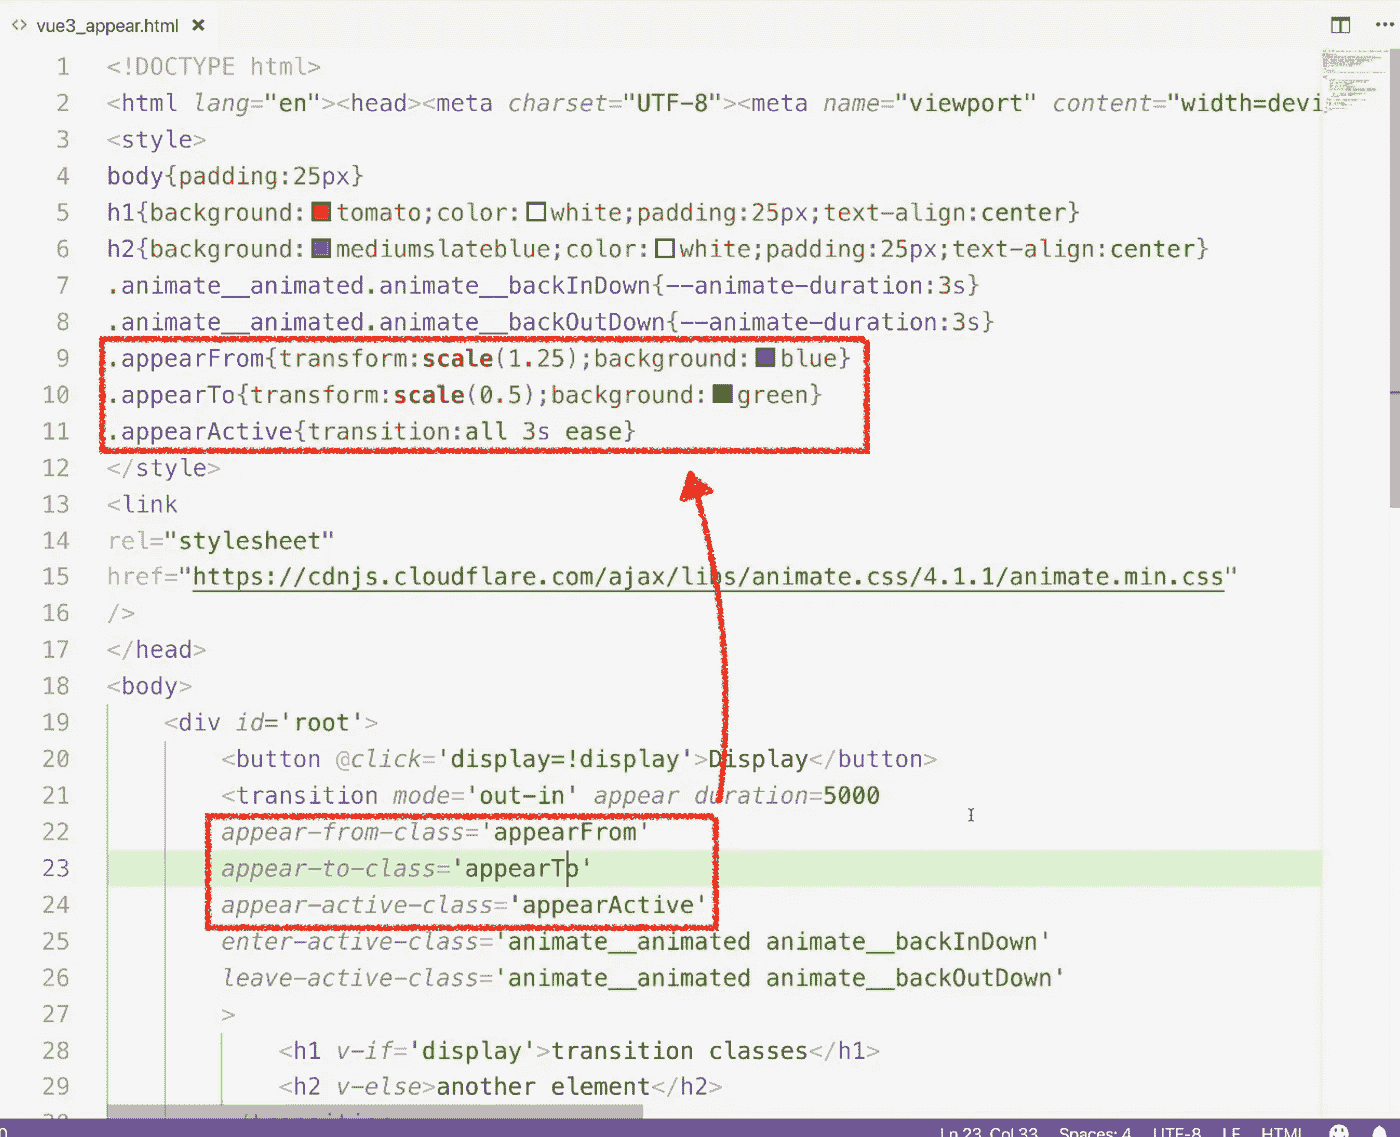 <> vue3_appear.html ×
1 <!DOCTYPE html>
2 <html lang="en"><head><meta charset="UTF-8"><meta name="viewport" content="width=devi
3 <style>
4 body{padding:25px}
5 h1{background:tomato;color:white;padding:25px;text-align:center}
6 h2{background:mediumslateblue;color:white;padding:25px;text-align:center}
7 .animate__animated.animate__backInDown{--animate-duration:3s}
8 .animate__animated.animate__backOutDown{--animate-duration:3s}
9 .appearFrom{transform:scale(1.25);background:blue}
10 .appearTo{transform:scale(0.5);background:green}
11 .appearActive{transition:all 3s ease}
12 </style>
13 <link
14 rel="stylesheet"
15 href="https://cdnjs.cloudflare.com/ajax/libs/animate.css/4.1.1/animate.min.css"
16 />
17 </head>
18 <body>
19 <div id='root'>
20 <button @click='display=!display'>Display</button>
21 <transition mode='out-in' appear duration=5000
22 appear-from-class='appearFrom'
23 appear-to-class='appearTo'
24 appear-active-class='appearActive'
25 enter-active-class='animate__animated animate__backInDown'
26 leave-active-class='animate__animated animate__backOutDown'
27 >
28 <h1 v-if='display'>transition classes</h1>
29 <h2 v-else>another element</h2>
Ln 23, Col 33 Spaces: 4 UTF-8 LF HTML